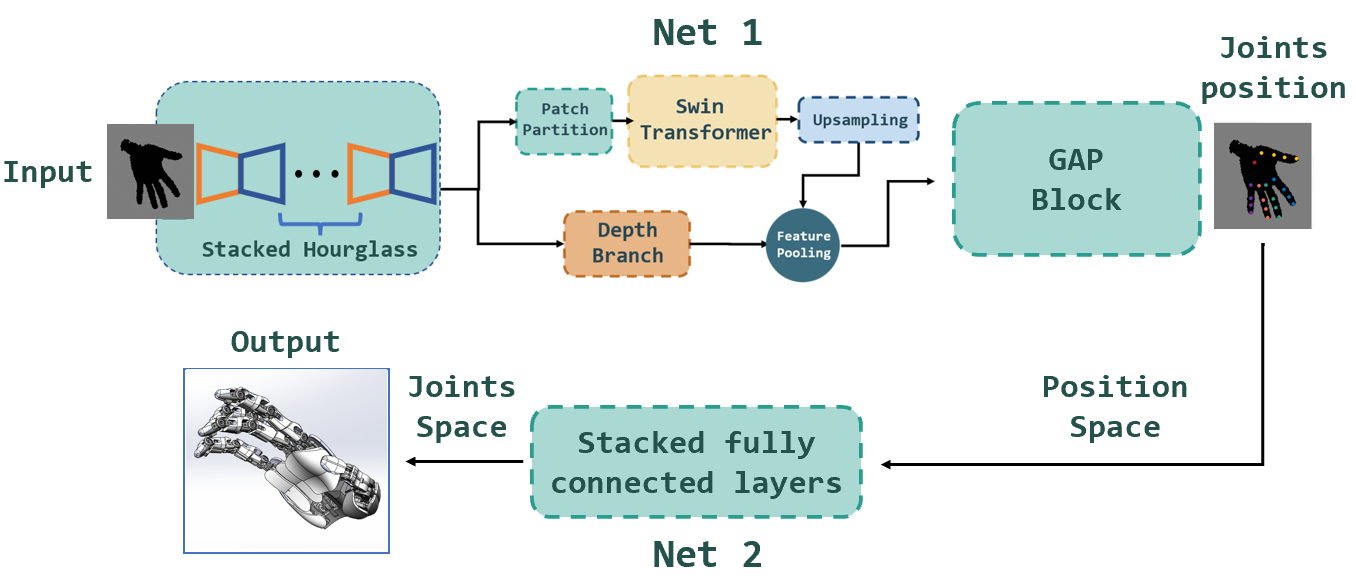 Net 1
Joints
position
Input
Stacked Hourglass
Patch
Partition
Swin
Transformer
Upsampling
Depth
Branch
Feature
Pooling
GAP
Block
Output
Joints
Space
Stacked fully
connected layers
Position
Space
Net 2